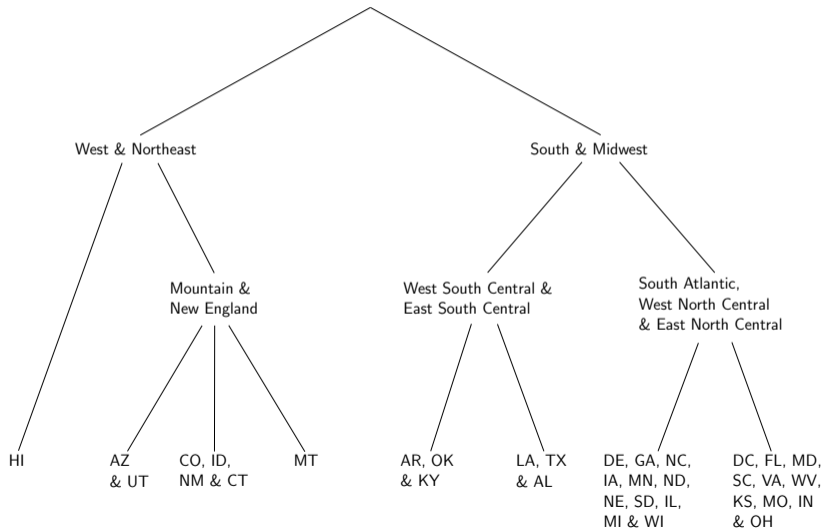 West & Northeast
South & Midwest
Mountain &
New England
West South Central &
East South Central
South Atlantic,
West North Central
& East North Central
HI
AZ
& UT
CO, ID,
NM & CT
MT
AR, OK
& KY
LA, TX
& AL
DE, GA, NC,
IA, MN, ND,
NE, SD, IL,
MI & WI
DC, FL, MD,
SC, VA, WV,
KS, MO, IN
& OH